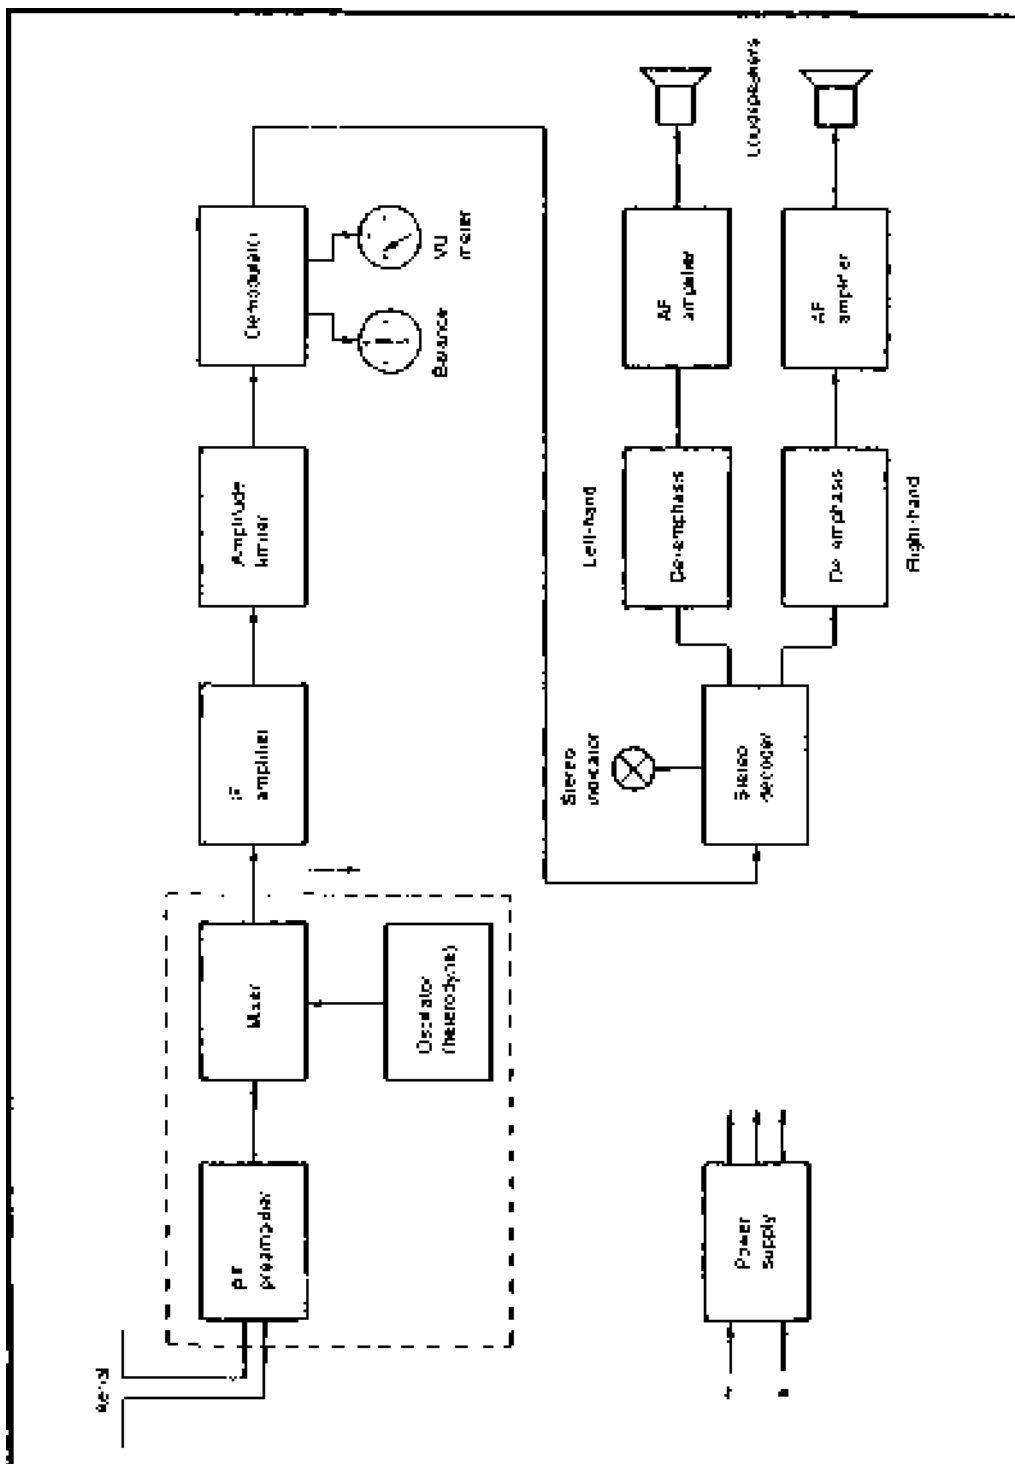 Aerial
RF
preamplifier
Mixer
Oscillator
(heterodyne)
IF
amplifier
Amplitude
limiter
Demodulator
Balance
VU
meter
Stereo
indicator
Stereo
decoder
Left-hand
De-emphasis
AF
amplifier
De-emphasis
Right-hand
AF
amplifier
Loudspeakers
Power
supply